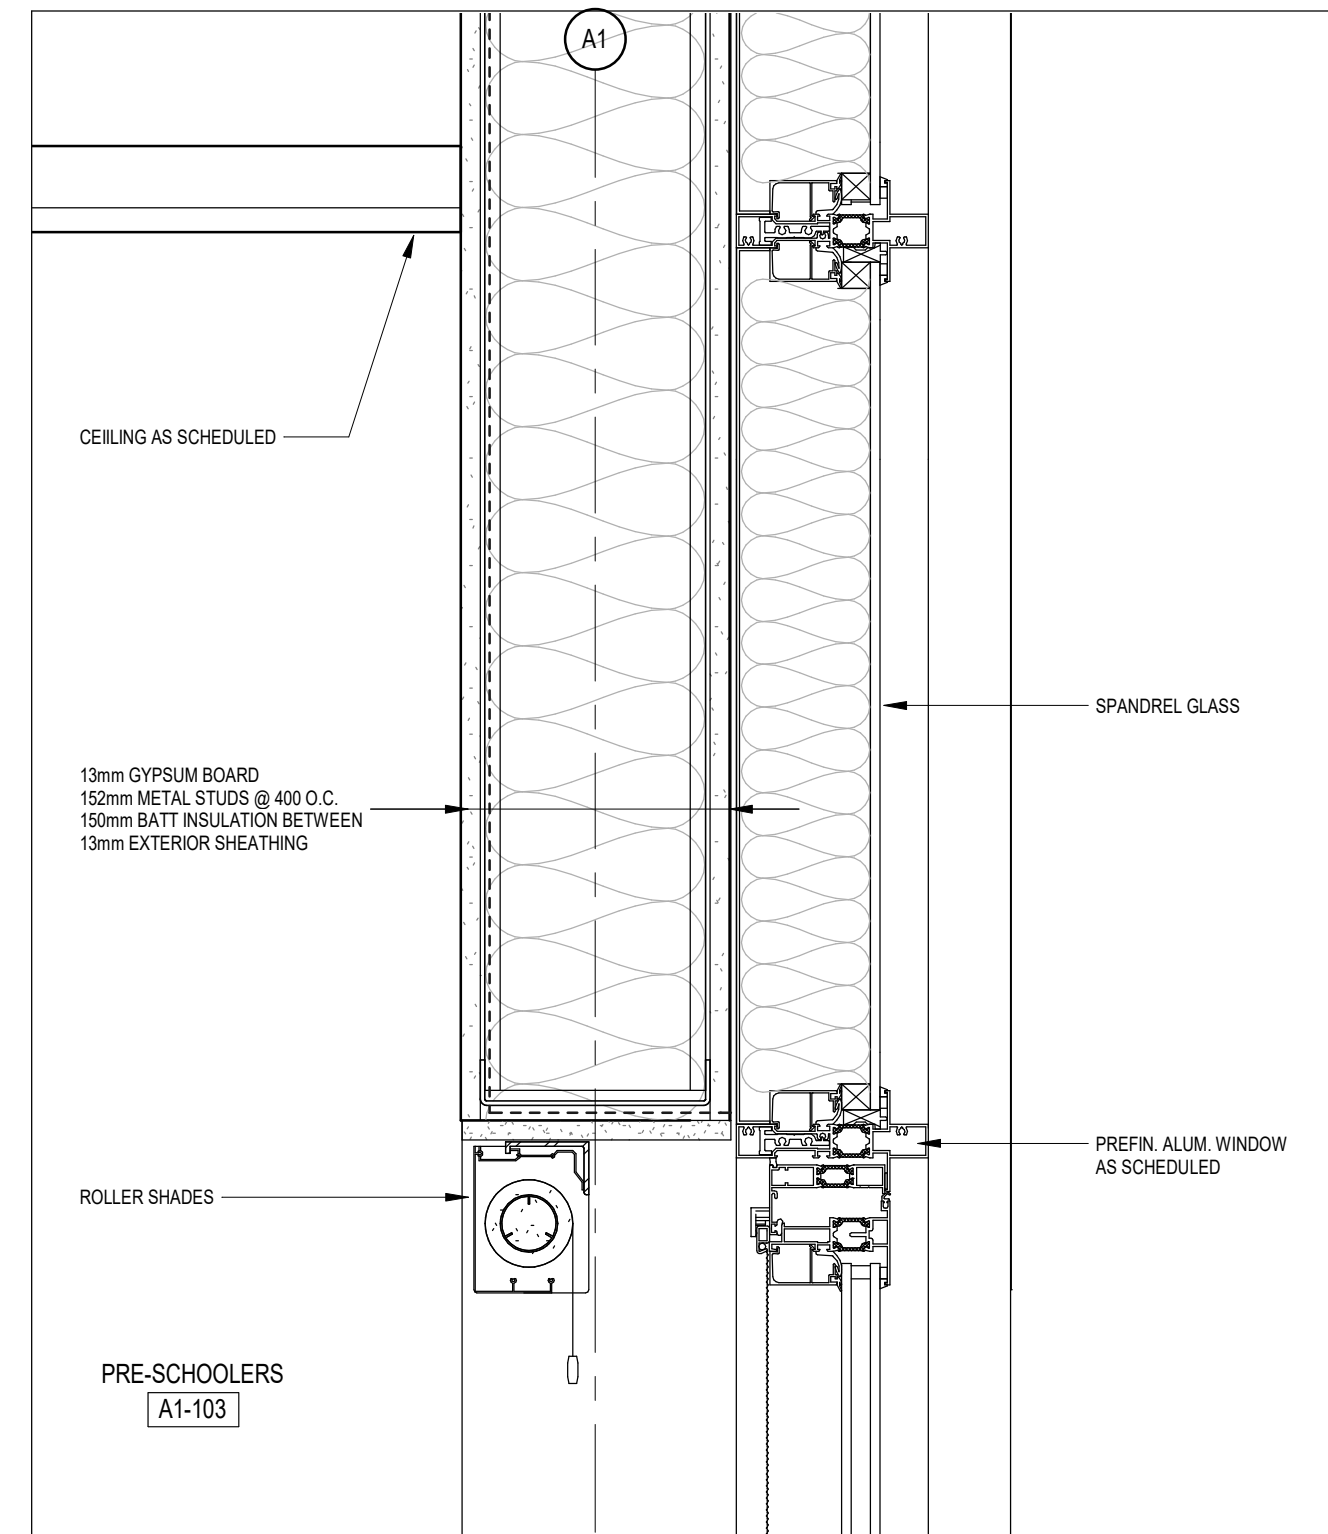 A1
CEIILING AS SCHEDULED
SPANDREL GLASS
13mm GYPSUM BOARD
152mm METAL STUDS @ 400 O.C.
150mm BATT INSULATION BETWEEN
13mm EXTERIOR SHEATHING
PREFIN. ALUM. WINDOW
AS SCHEDULED
ROLLER SHADES
PRE-SCHOOLERS
A1-103